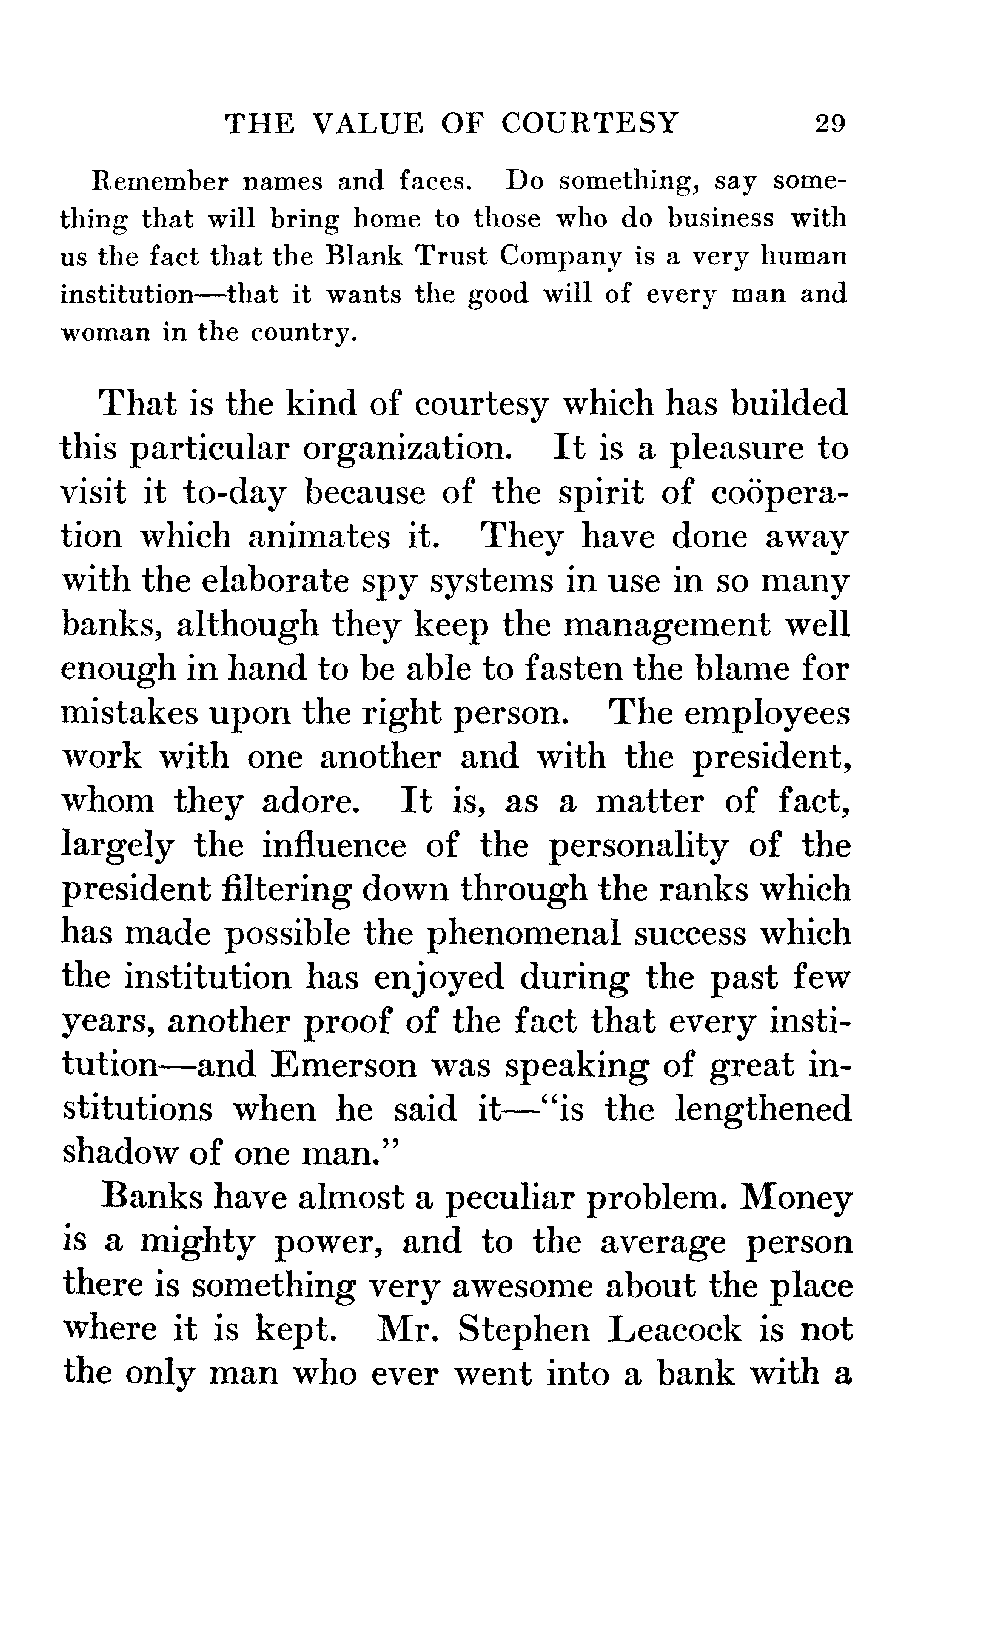 THE VALUE OF COURTESY 29
Remember names and faces. Do something, say some-
thing that will bring home to those who do business with
us the fact that the Blank Trust Company is a very human
institution—that it wants the good will of every man and
woman in the country.
That is the kind of courtesy which has builded
this particular organization. It is a pleasure to
visit it to-day because of the spirit of coöpera-
tion which animates it. They have done away
with the elaborate spy systems in use in so many
banks, although they keep the management well
enough in hand to be able to fasten the blame for
mistakes upon the right person. The employees
work with one another and with the president,
whom they adore. It is, as a matter of fact,
largely the influence of the personality of the
president filtering down through the ranks which
has made possible the phenomenal success which
the institution has enjoyed during the past few
years, another proof of the fact that every insti-
tution—and Emerson was speaking of great in-
stitutions when he said it—“is the lengthened
shadow of one man.”
Banks have almost a peculiar problem. Money
is a mighty power, and to the average person
there is something very awesome about the place
where it is kept. Mr. Stephen Leacock is not
the only man who ever went into a bank with a